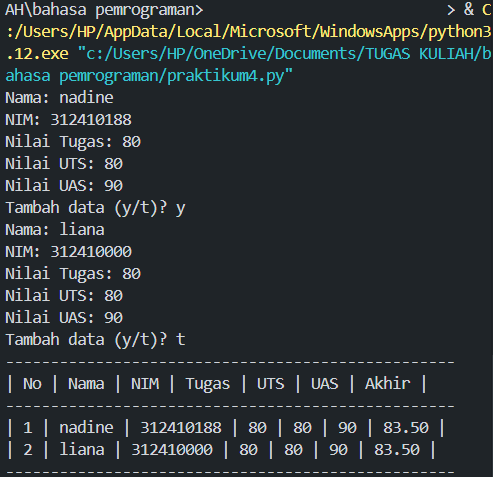 AH\bahasa pemrograman> > & C
:/Users/HP/AppData/Local/Microsoft/WindowsApps/python3
.12.exe "c:/Users/HP/OneDrive/Documents/TUGAS KULIAH/b
ahasa pemrograman/praktikum4.py"
Nama: nadine
NIM: 312410188
Nilai Tugas: 80
Nilai UTS: 80
Nilai UAS: 90
Tambah data (y/t)? y
Nama: liana
NIM: 312410000
Nilai Tugas: 80
Nilai UTS: 80
Nilai UAS: 90
Tambah data (y/t)? t
--------------------------------------------------
| No | Nama | NIM | Tugas | UTS | UAS | Akhir |
--------------------------------------------------
| 1 | nadine | 312410188 | 80 | 80 | 90 | 83.50 |
| 2 | liana | 312410000 | 80 | 80 | 90 | 83.50 |
--------------------------------------------------